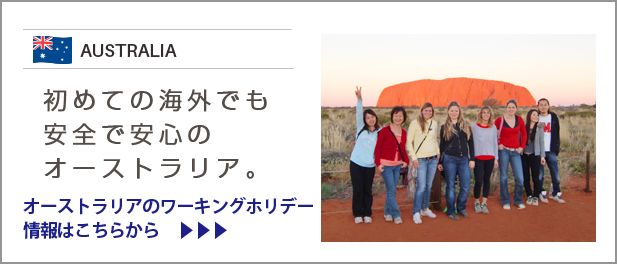 AUSTRALIA
初めての海外でも
安全で安心の
オーストラリア。
オーストラリアのワーキングホリデー
情報はこちらから ▶▶▶